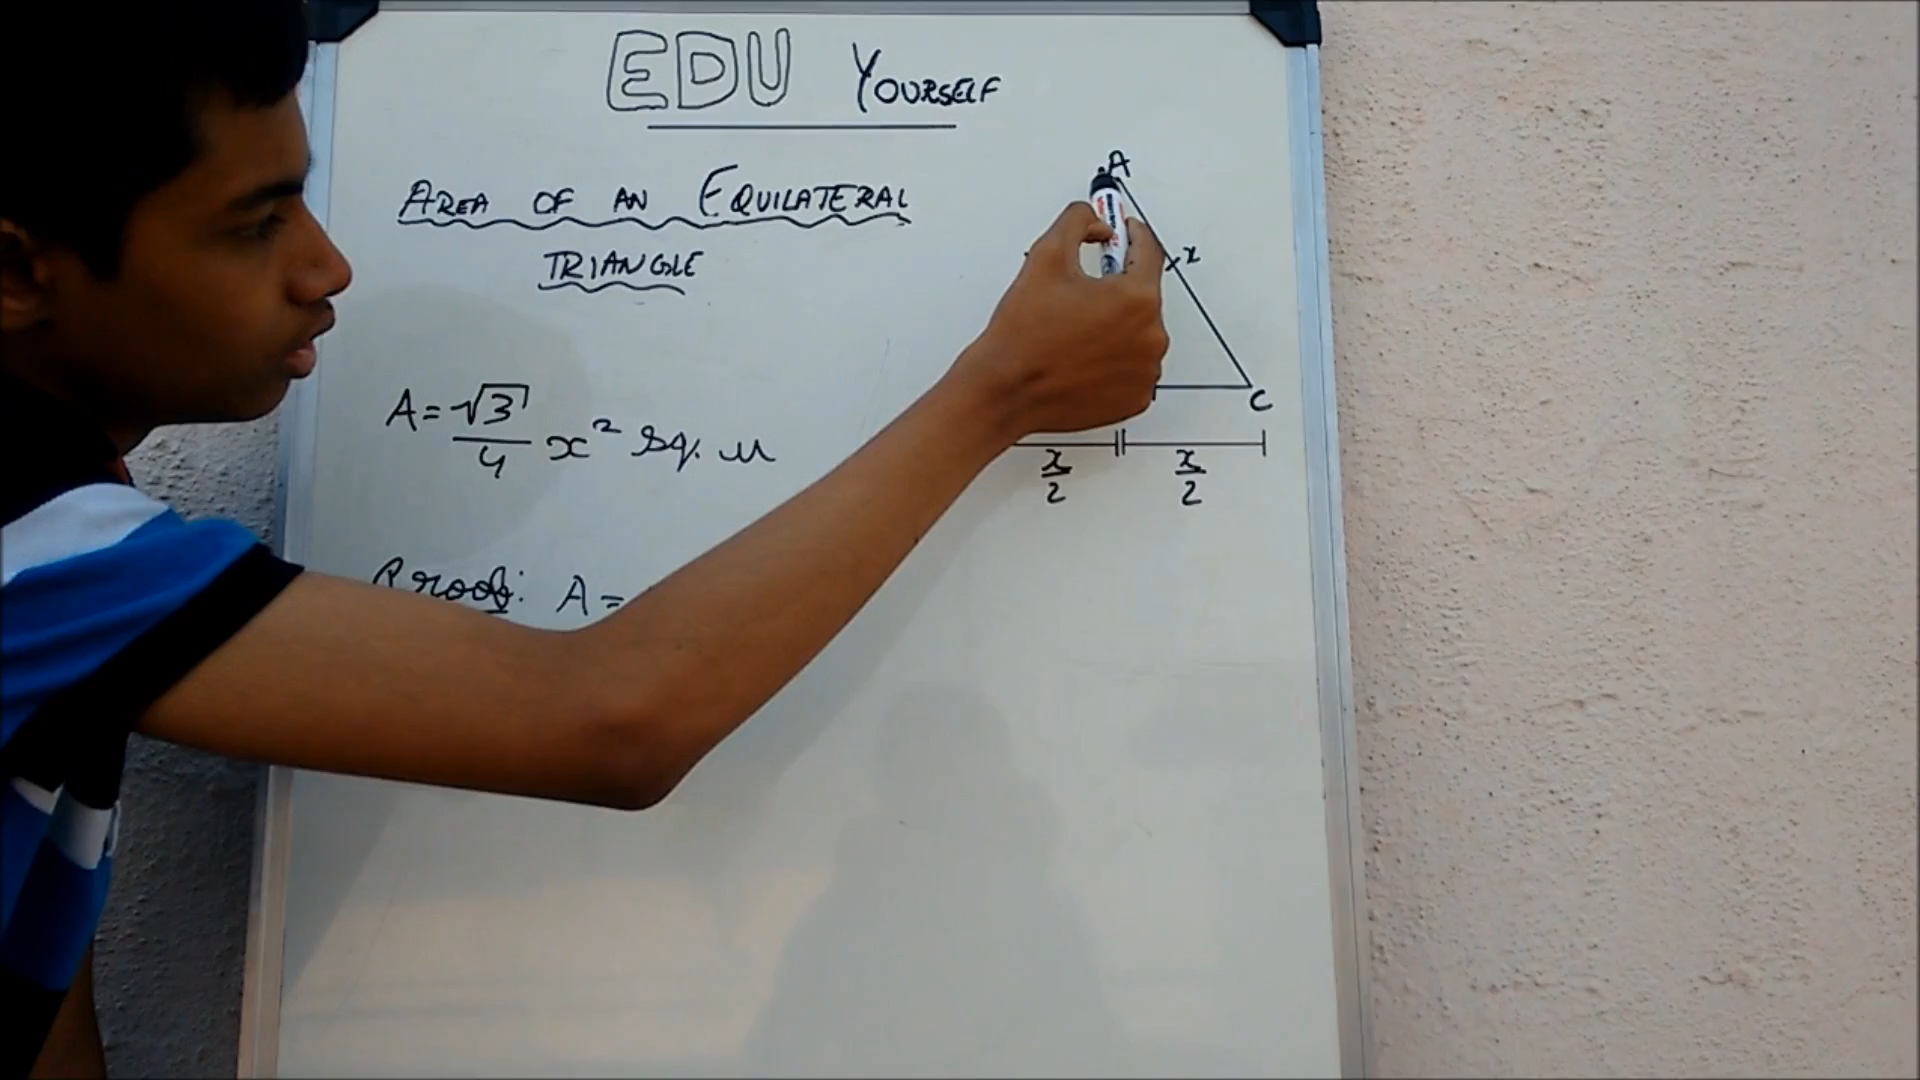 EDU YOURSELF
AREA OF AN EQUILATERAL
TRIANGLE
A
x
C
x/2 x/2
A = √3/4 x² sq. u
Proof: A =